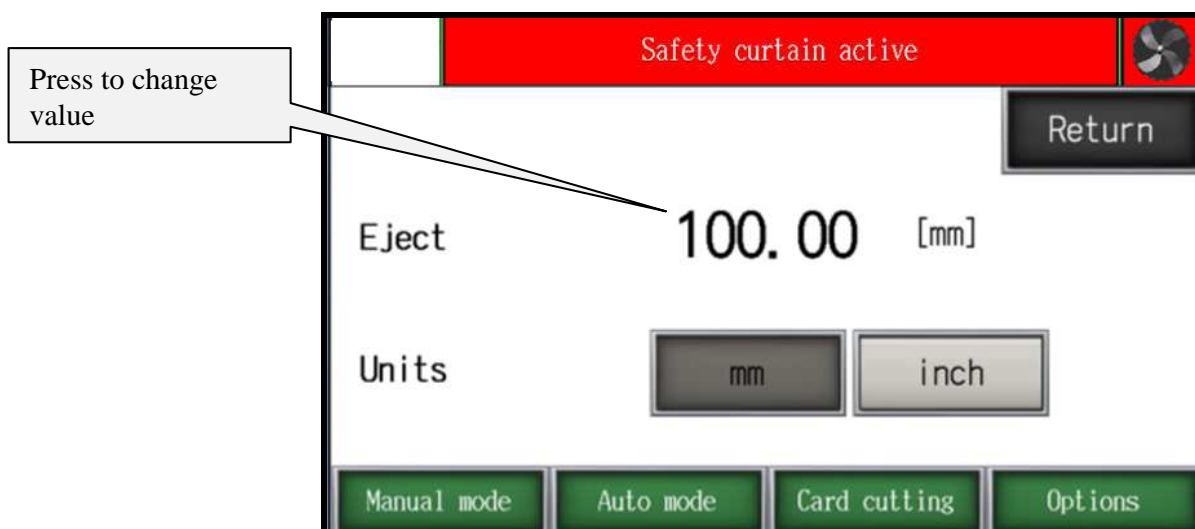 Safety curtain active
Press to change
value
Return
Eject 100.00 [mm]
Units mm inch
Manual mode Auto mode Card cutting Options